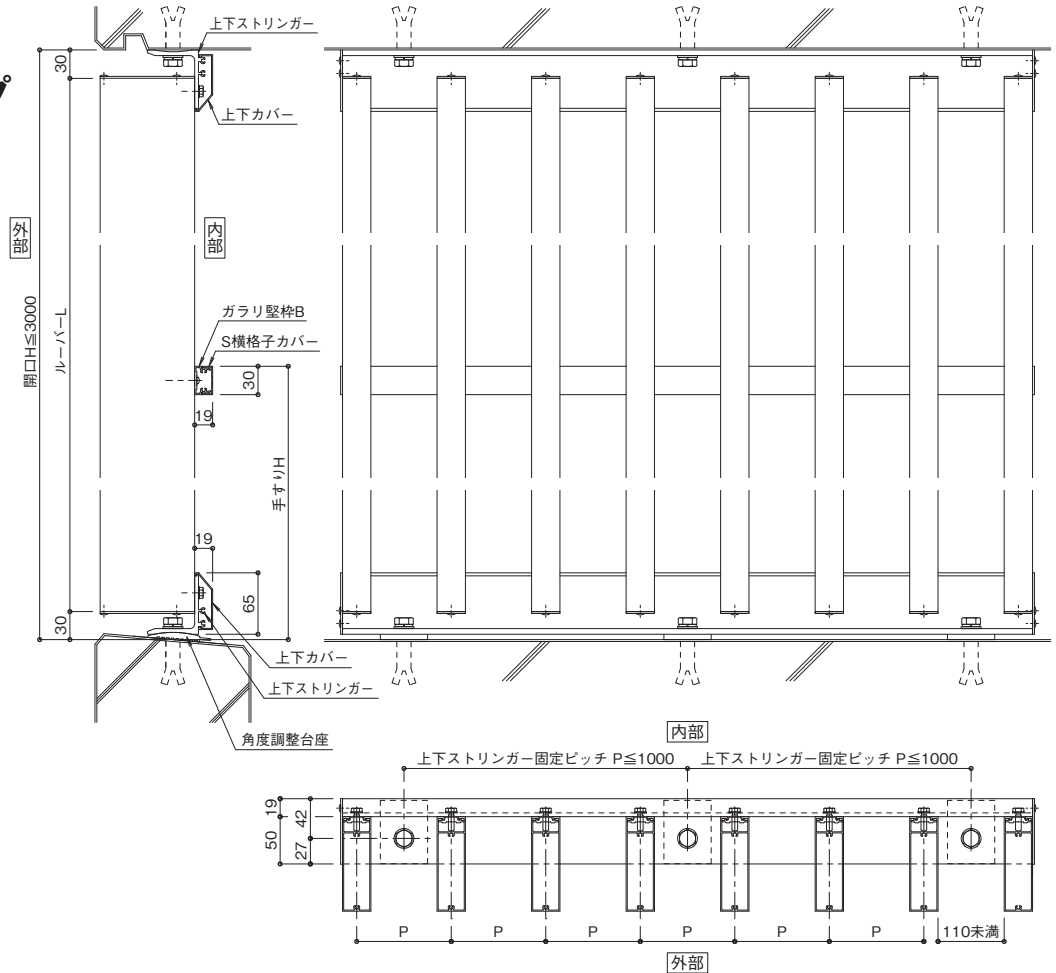 上下ストリンガー
30
上下カバー
外部
内部
開口H≦3000
ルーバーL
ガラリ竪枠B
S横格子カバー
30
19
手すりH
19
65
30
上下カバー
上下ストリンガー
角度調整台座
内部
上下ストリンガー固定ピッチ P≦1000
上下ストリンガー固定ピッチ P≦1000
19
50
42
27
P
P
P
P
P
P
110未満
外部